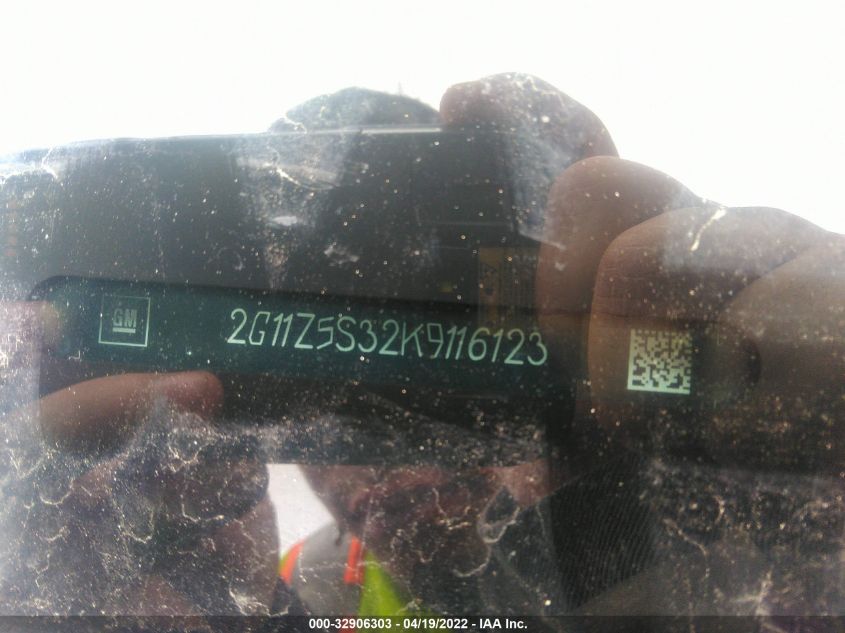 GM
2G11Z5S32K9116123
000-32906303 - 04/19/2022 - IAA Inc.